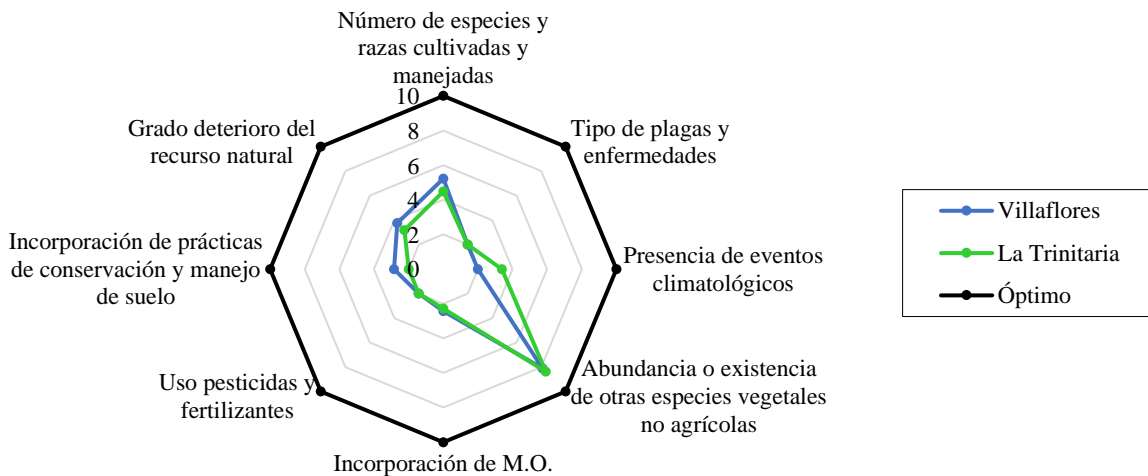 Número de especies y
razas cultivadas y
manejadas
10
8
6
4
2
0
Tipo de plagas y
enfermedades
Presencia de eventos
climatológicos
Abundancia o existencia
de otras especies vegetales
no agrícolas
Incorporación de M.O.
Uso pesticidas y
fertilizantes
Incorporación de prácticas
de conservación y manejo
de suelo
Grado deterioro del
recurso natural
Villaflores
La Trinitaria
Óptimo